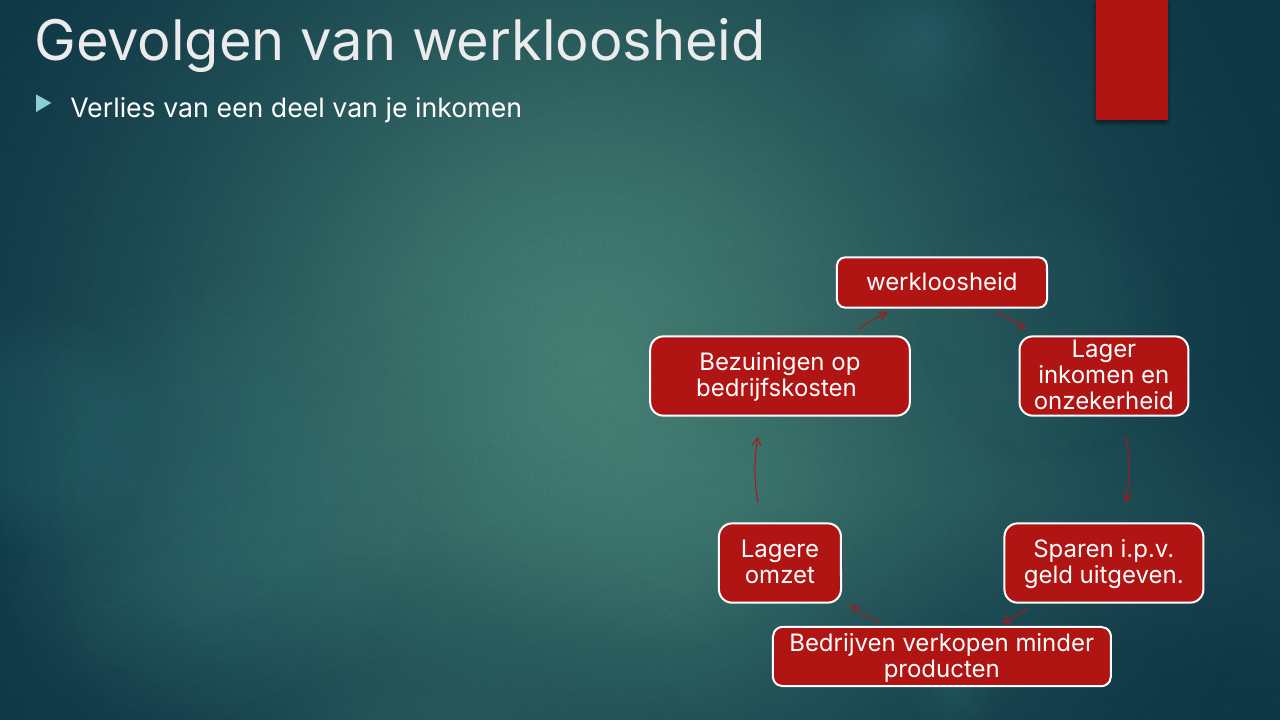 Gevolgen van werkloosheid
Verlies van een deel van je inkomen
werkloosheid
Lager
inkomen en
onzekerheid
Sparen i.p.v.
geld uitgeven.
Bedrijven verkopen minder
producten
Lagere
omzet
Bezuinigen op
bedrijfskosten